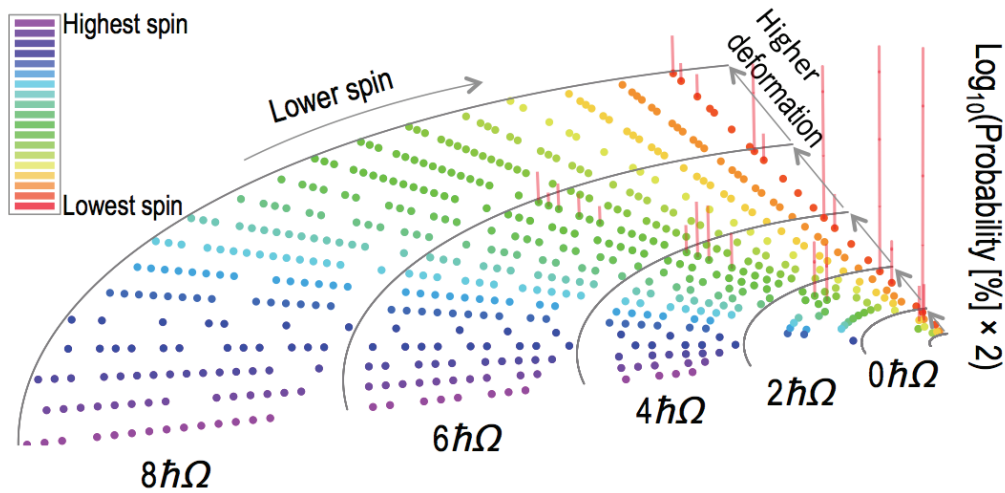 Highest spin
Lowest spin
Lower spin
Higher
deformation
Log₁₀(Probability [%] × 2)
8ℏΩ
6ℏΩ
4ℏΩ
2ℏΩ
0ℏΩ